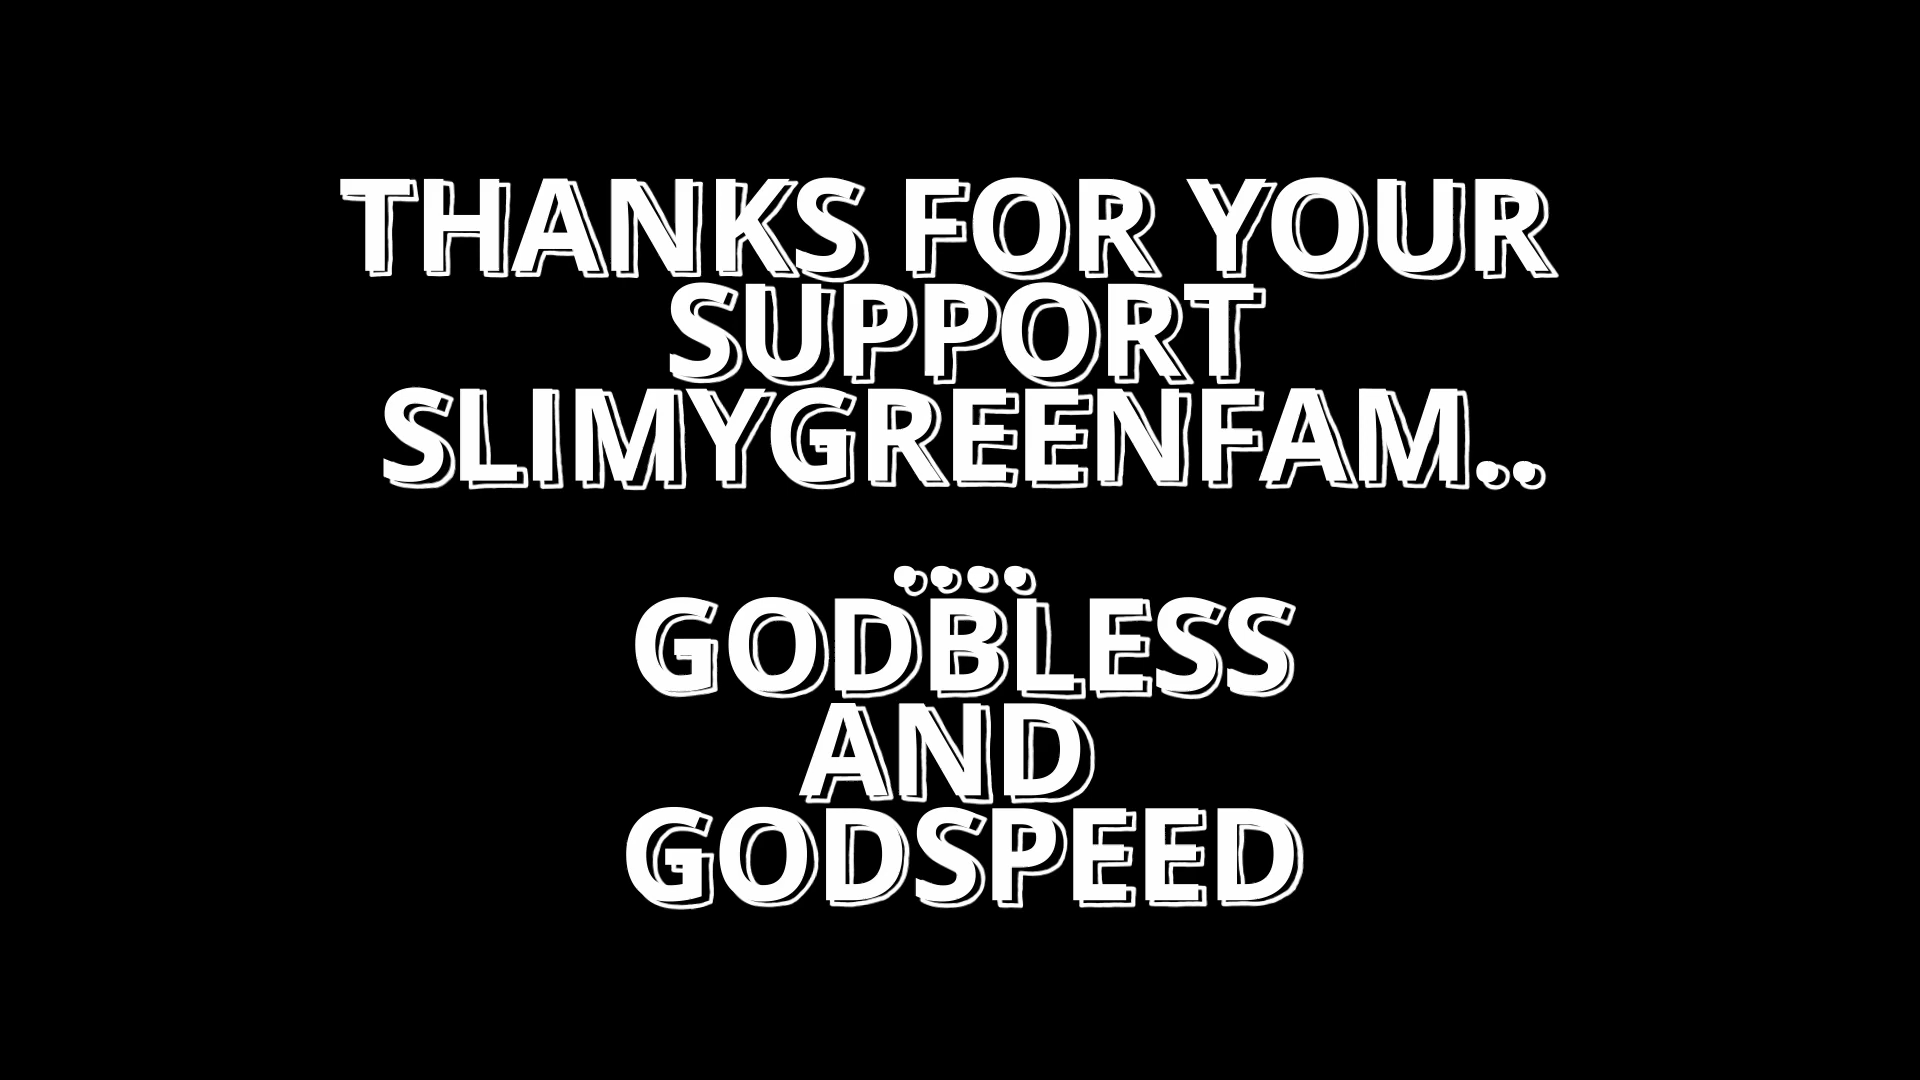 THANKS FOR YOUR
SUPPORT
SLIMYGREENFAM..
....
GODBLESS
AND
GODSPEED